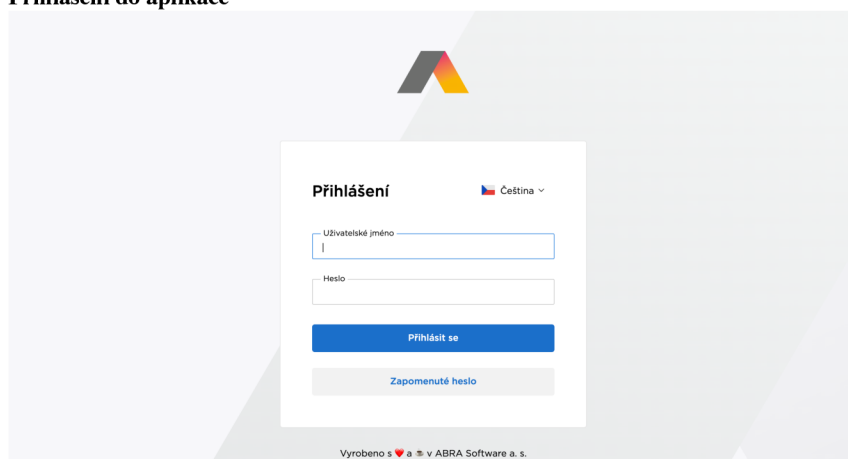 Přihlášení do aplikace
Přihlášení
Čeština
Uživatelské jméno
Heslo
Přihlásit se
Zapomenuté heslo
Vyrobeno s ❤️ a ☕ v ABRA Software a. s.